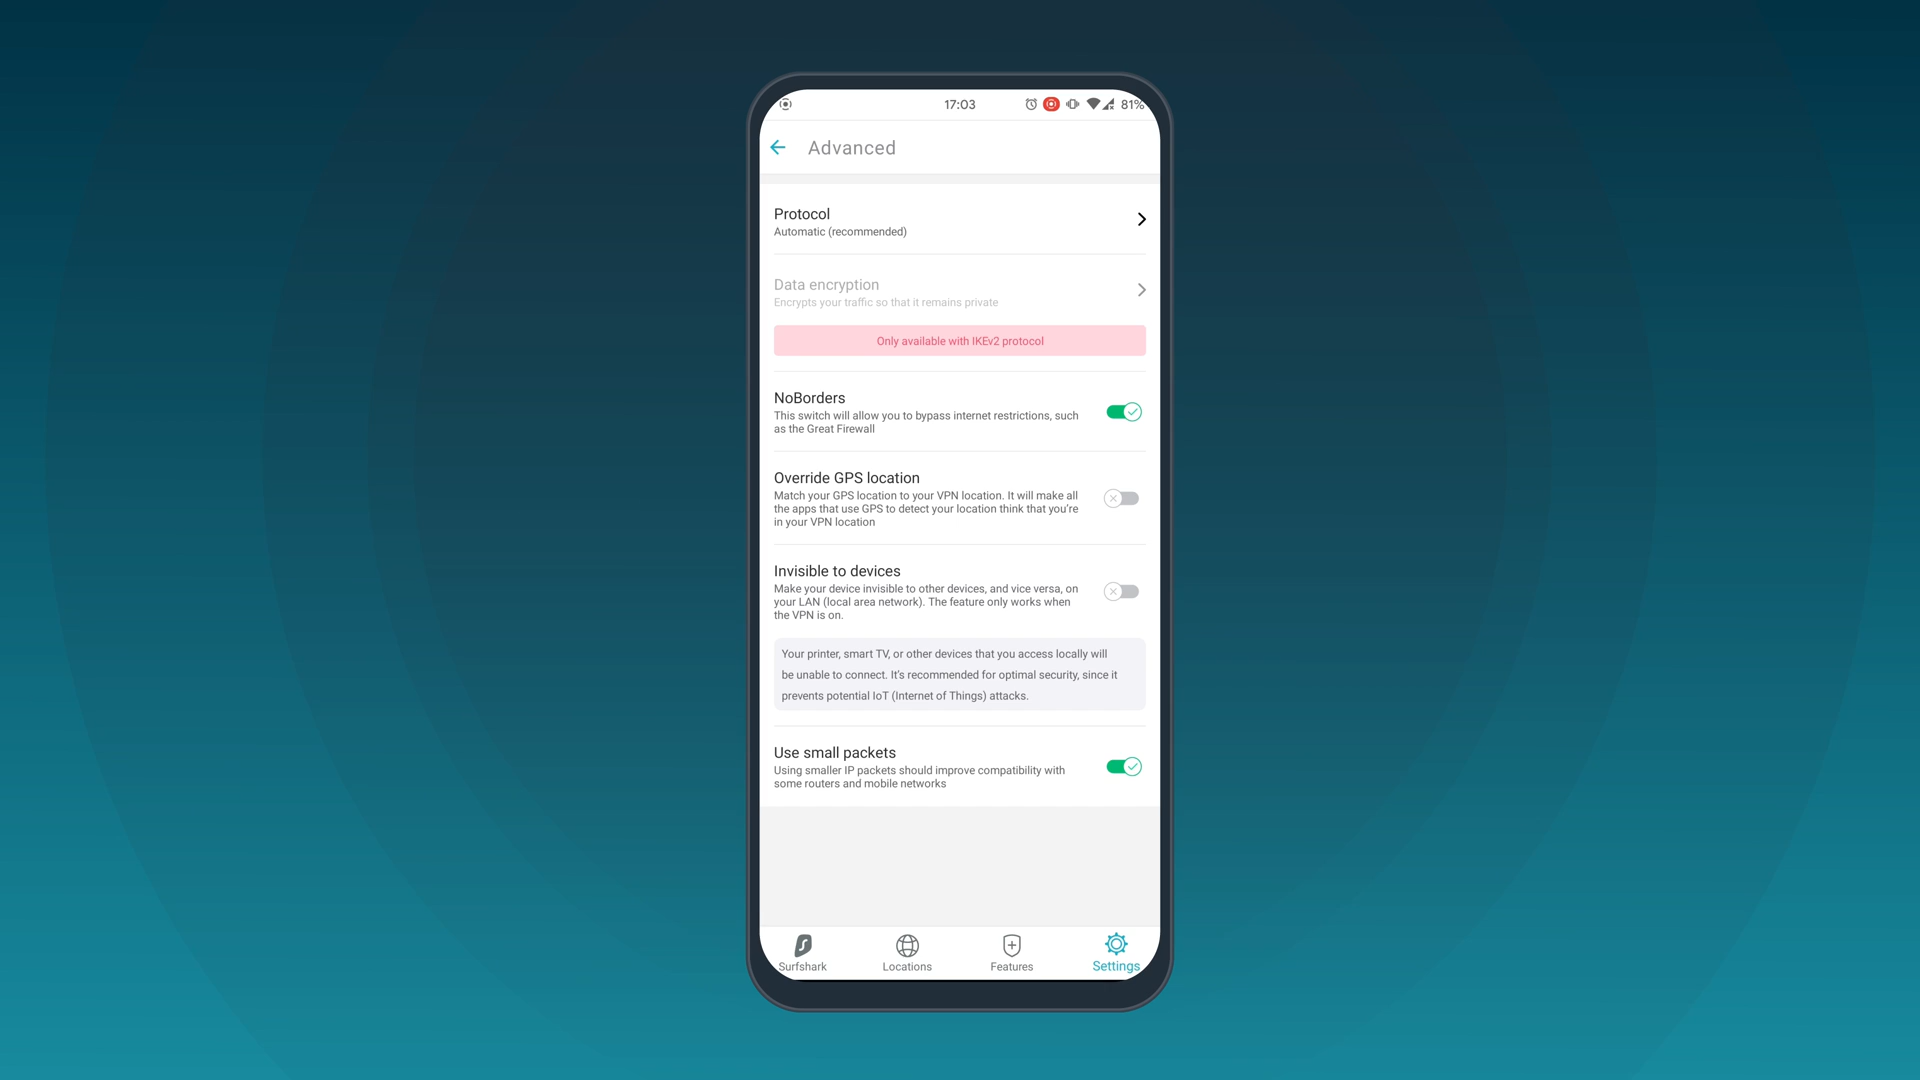 17:03
81%
Advanced
Protocol
Automatic (recommended)
Data encryption
Encrypts your traffic so that it remains private
Only available with IKEv2 protocol
NoBorders
This switch will allow you to bypass internet restrictions, such
as the Great Firewall
Override GPS location
Match your GPS location to your VPN location. It will make all
the apps that use GPS to detect your location think that you're
in your VPN location
Invisible to devices
Make your device invisible to other devices, and vice versa, on
your LAN (local area network). The feature only works when
the VPN is on.
Your printer, smart TV, or other devices that you access locally will
be unable to connect. It's recommended for optimal security, since it
prevents potential IoT (Internet of Things) attacks.
Use small packets
Using smaller IP packets should improve compatibility with
some routers and mobile networks
Surfshark
Locations
Features
Settings